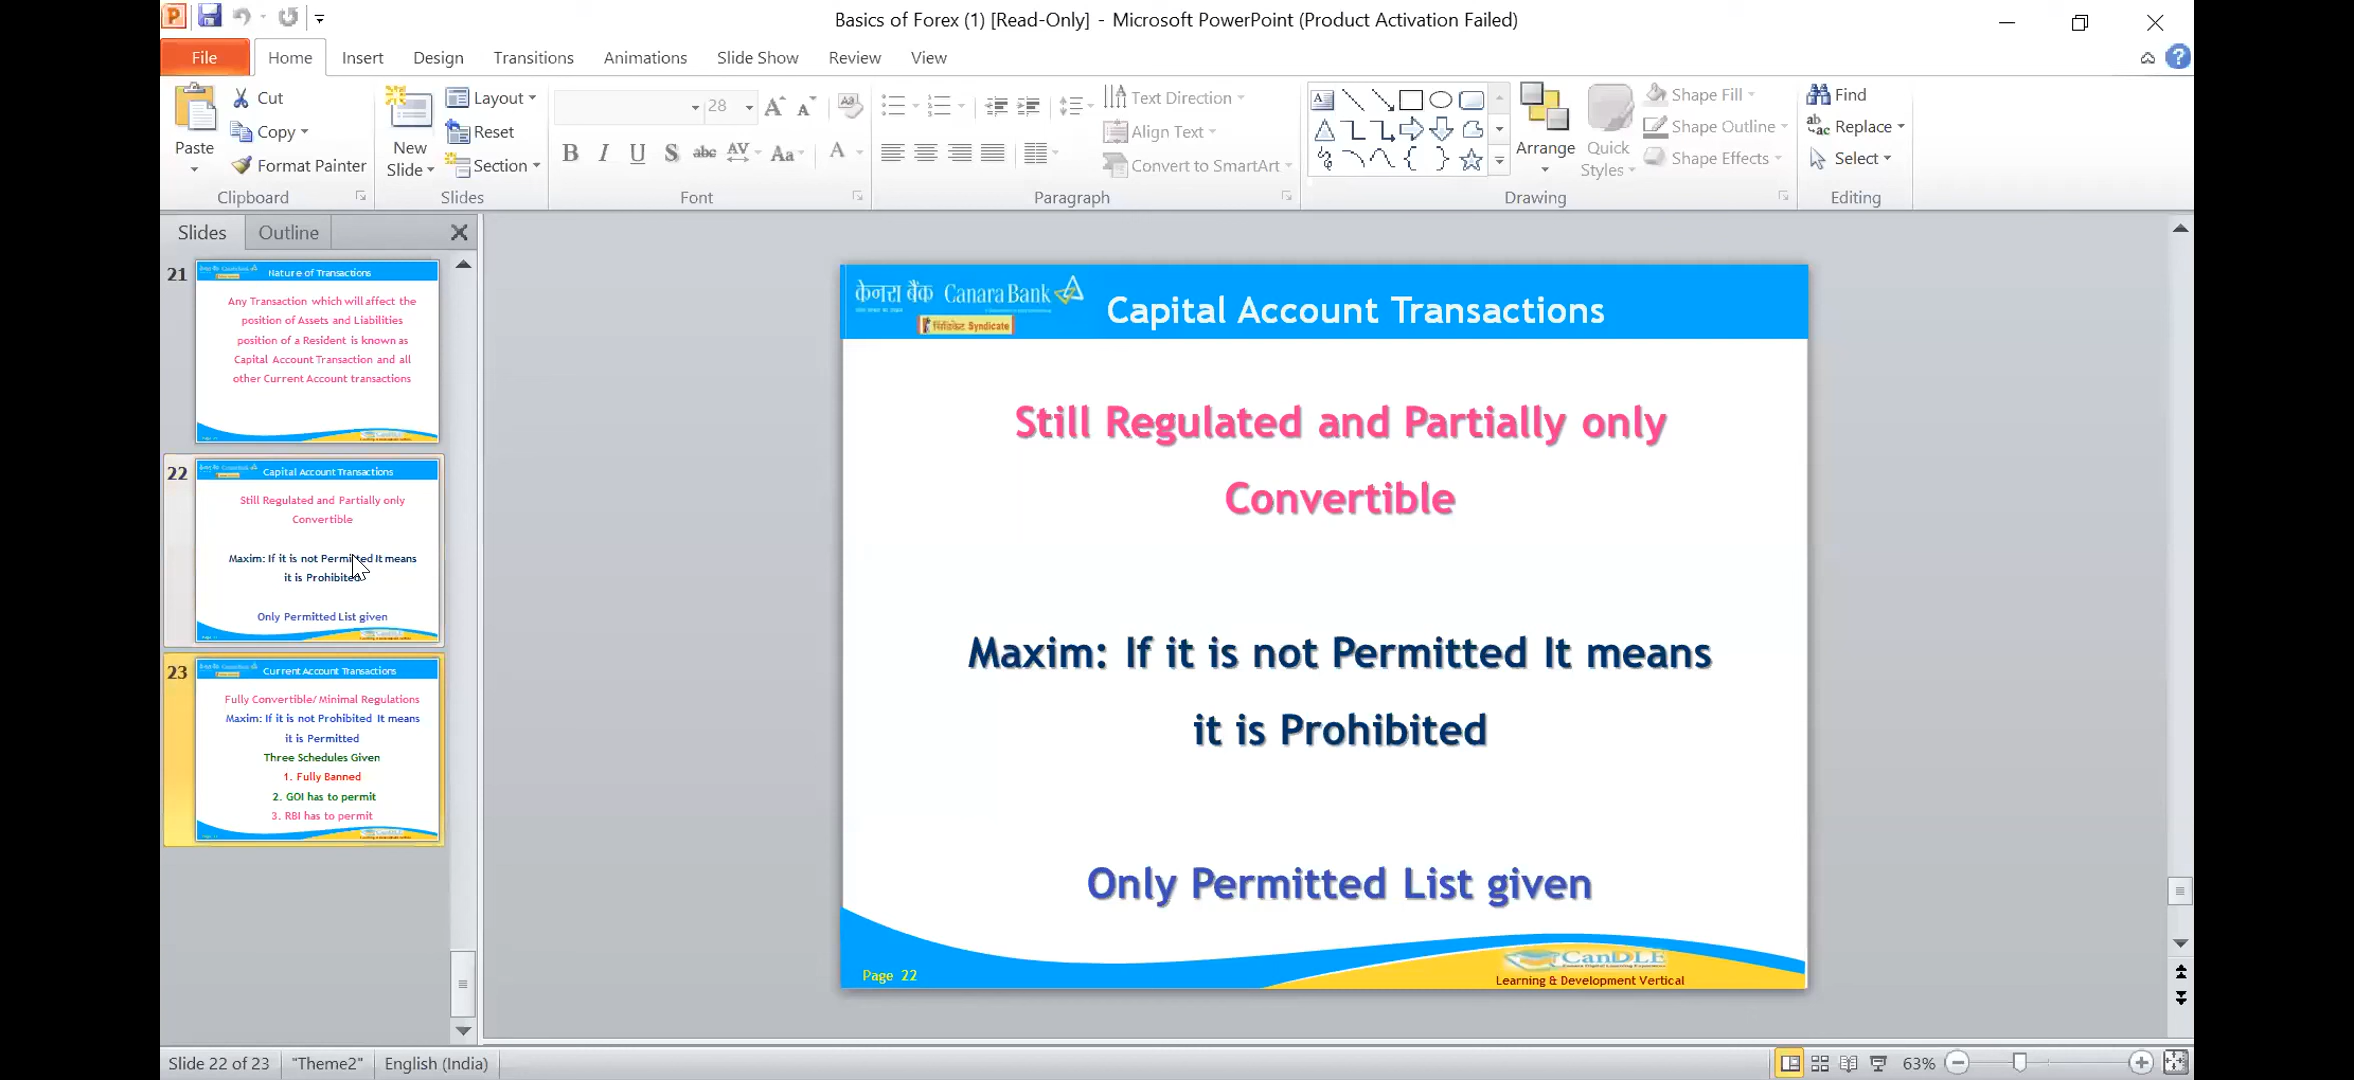 Basics of Forex (1) [Read-Only] - Microsoft PowerPoint (Product Activation Failed)
File Home Insert Design Transitions Animations Slide Show Review View
Paste
Cut
Copy
Format Painter
Clipboard
New
Slide
Layout
Reset
Section
Slides
28
B I U S abc AV Aa A
Font
Text Direction
Align Text
Convert to SmartArt
Paragraph
Arrange
Quick
Styles
Shape Fill
Shape Outline
Shape Effects
Drawing
Find
Replace
Select
Editing
Slides Outline
21
Nature of Transactions
Any Transaction which will affect the
position of Assets and Liabilities
position of a Resident is known as
Capital Account Transaction and all
other Current Account transactions
22
Capital Account Transactions
Still Regulated and Partially only
Convertible
Maxim: If it is not Permitted It means
it is Prohibited
Only Permitted List given
23
Current Account Transactions
Fully Convertible/ Minimal Regulations
Maxim: If it is not Prohibited It means
it is Permitted
Three Schedules Given
1. Fully Banned
2. GOI has to permit
3. RBI has to permit
केनरा बैंक Canara Bank
सिंडिकेट Syndicate
Capital Account Transactions
Still Regulated and Partially only
Convertible
Maxim: If it is not Permitted It means
it is Prohibited
Only Permitted List given
Page 22
CanDLE
Learning & Development Vertical
Slide 22 of 23 "Theme2" English (India) 63%